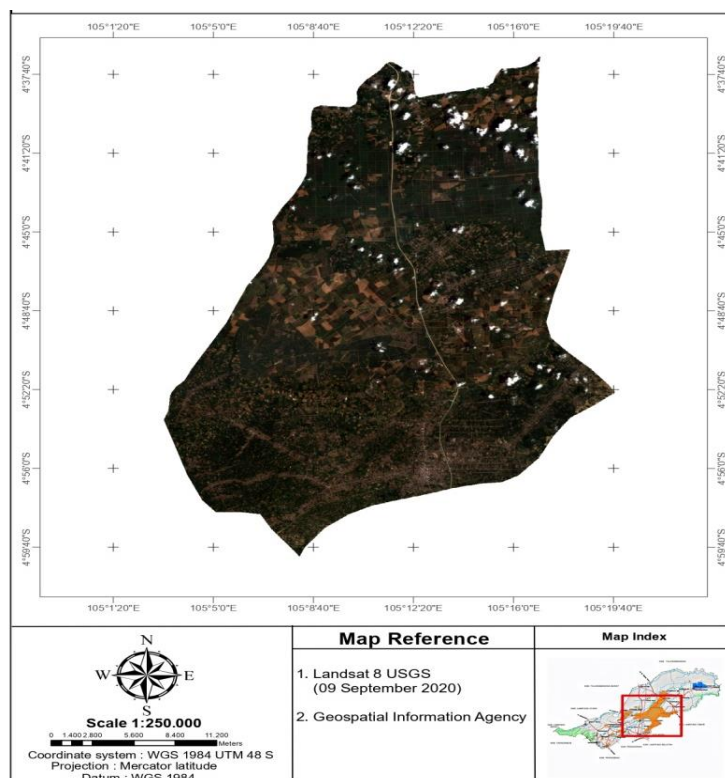 105°1'20"E 105°5'0"E 105°8'40"E 105°12'20"E 105°16'0"E 105°19'40"E
4°37'40"S 4°37'40"S
4°41'20"S 4°41'20"S
4°45'0"S 4°45'0"S
4°48'40"S 4°48'40"S
4°52'20"S 4°52'20"S
4°56'0"S 4°56'0"S
4°59'40"S 4°59'40"S
105°1'20"E 105°5'0"E 105°8'40"E 105°12'20"E 105°16'0"E 105°19'40"E
N
W E
S
Scale 1:250.000
0 1.400 2.800 5.600 8.400 11.200
Meters
Coordinate system : WGS 1984 UTM 48 S
Projection : Mercator latitude
Datum : WGS 1984
Map Reference
1. Landsat 8 USGS
(09 September 2020)
2. Geospatial Information Agency
Map Index